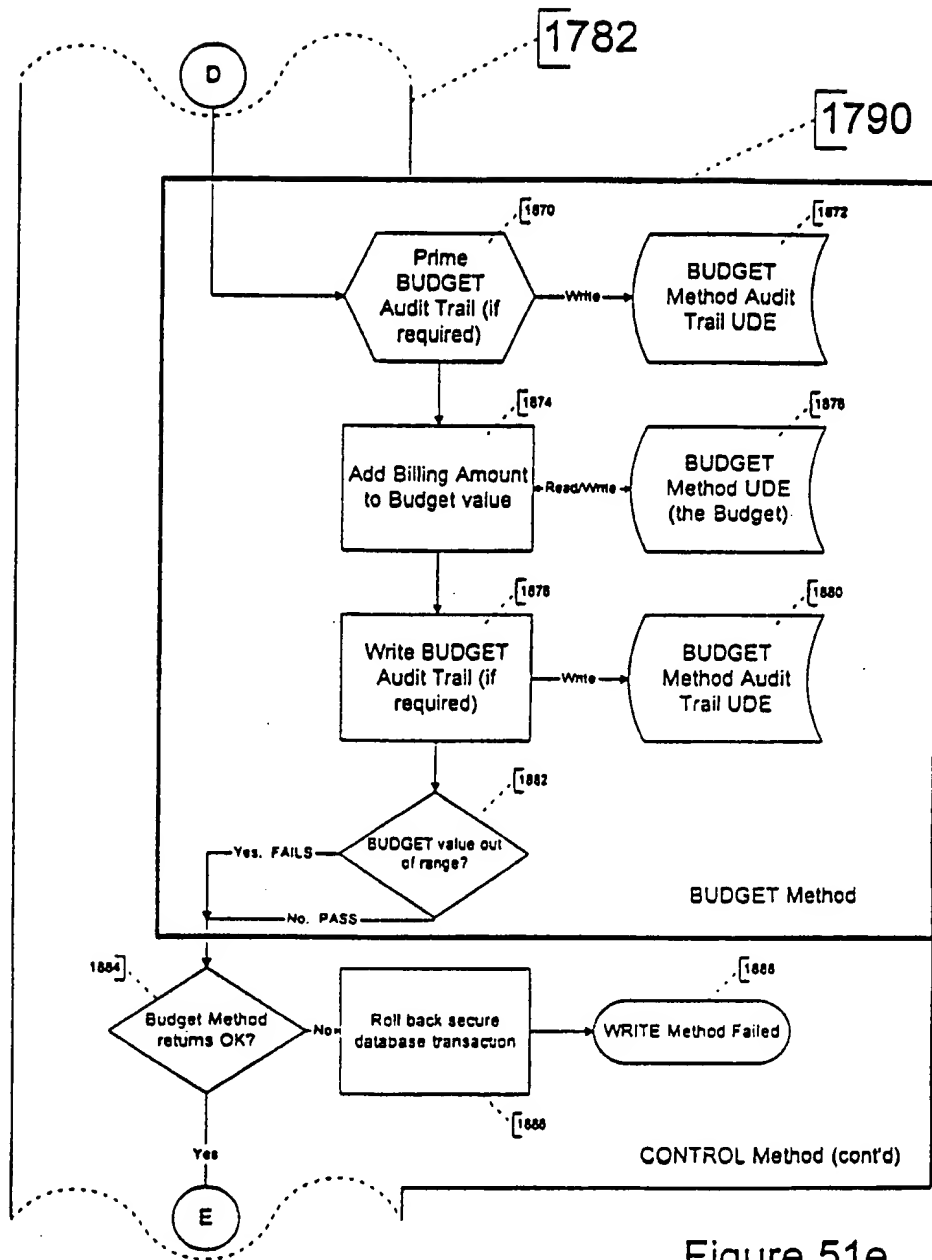 1782
D
1790
1870
Prime
BUDGET
Audit Trail (if
required)
Write
1872
BUDGET
Method Audit
Trail UDE
1874
Add Billing Amount
to Budget value
Read/Write
1876
BUDGET
Method UDE
(the Budget)
1878
Write BUDGET
Audit Trail (if
required)
Write
1880
BUDGET
Method Audit
Trail UDE
1882
BUDGET value out
of range?
Yes. FAILS
No. PASS
BUDGET Method
1884
Budget Method
returns OK?
No
Roll back secure
database transaction
1886
1888
WRITE Method Failed
Yes
CONTROL Method (cont'd)
E
Figure 51e